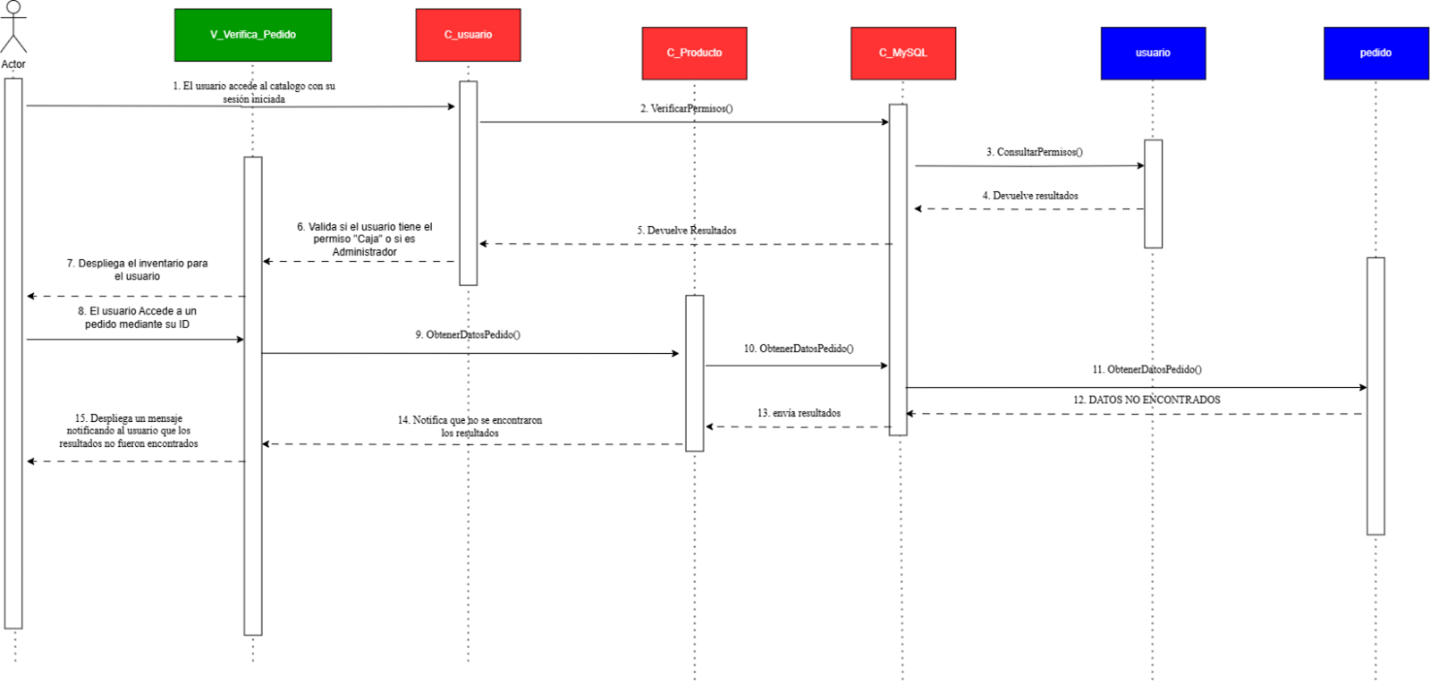 Actor
V_Verifica_Pedido
C_usuario
C_Producto
C_MySQL
usuario
pedido
1. El usuario accede al catalogo con su
sesión iniciada
2. VerificarPermisos()
3. ConsultarPermisos()
4. Devuelve resultados
5. Devuelve Resultados
6. Valida si el usuario tiene el
permiso "Caja" o si es
Administrador
7. Despliega el inventario para
el usuario
8. El usuario Accede a un
pedido mediante su ID
9. ObtenerDatosPedido()
10. ObtenerDatosPedido()
11. ObtenerDatosPedido()
12. DATOS NO ENCONTRADOS
13. envía resultados
14. Notifica que no se encontraron
los resultados
15. Despliega un mensaje
notificando al usuario que los
resultados no fueron encontrados